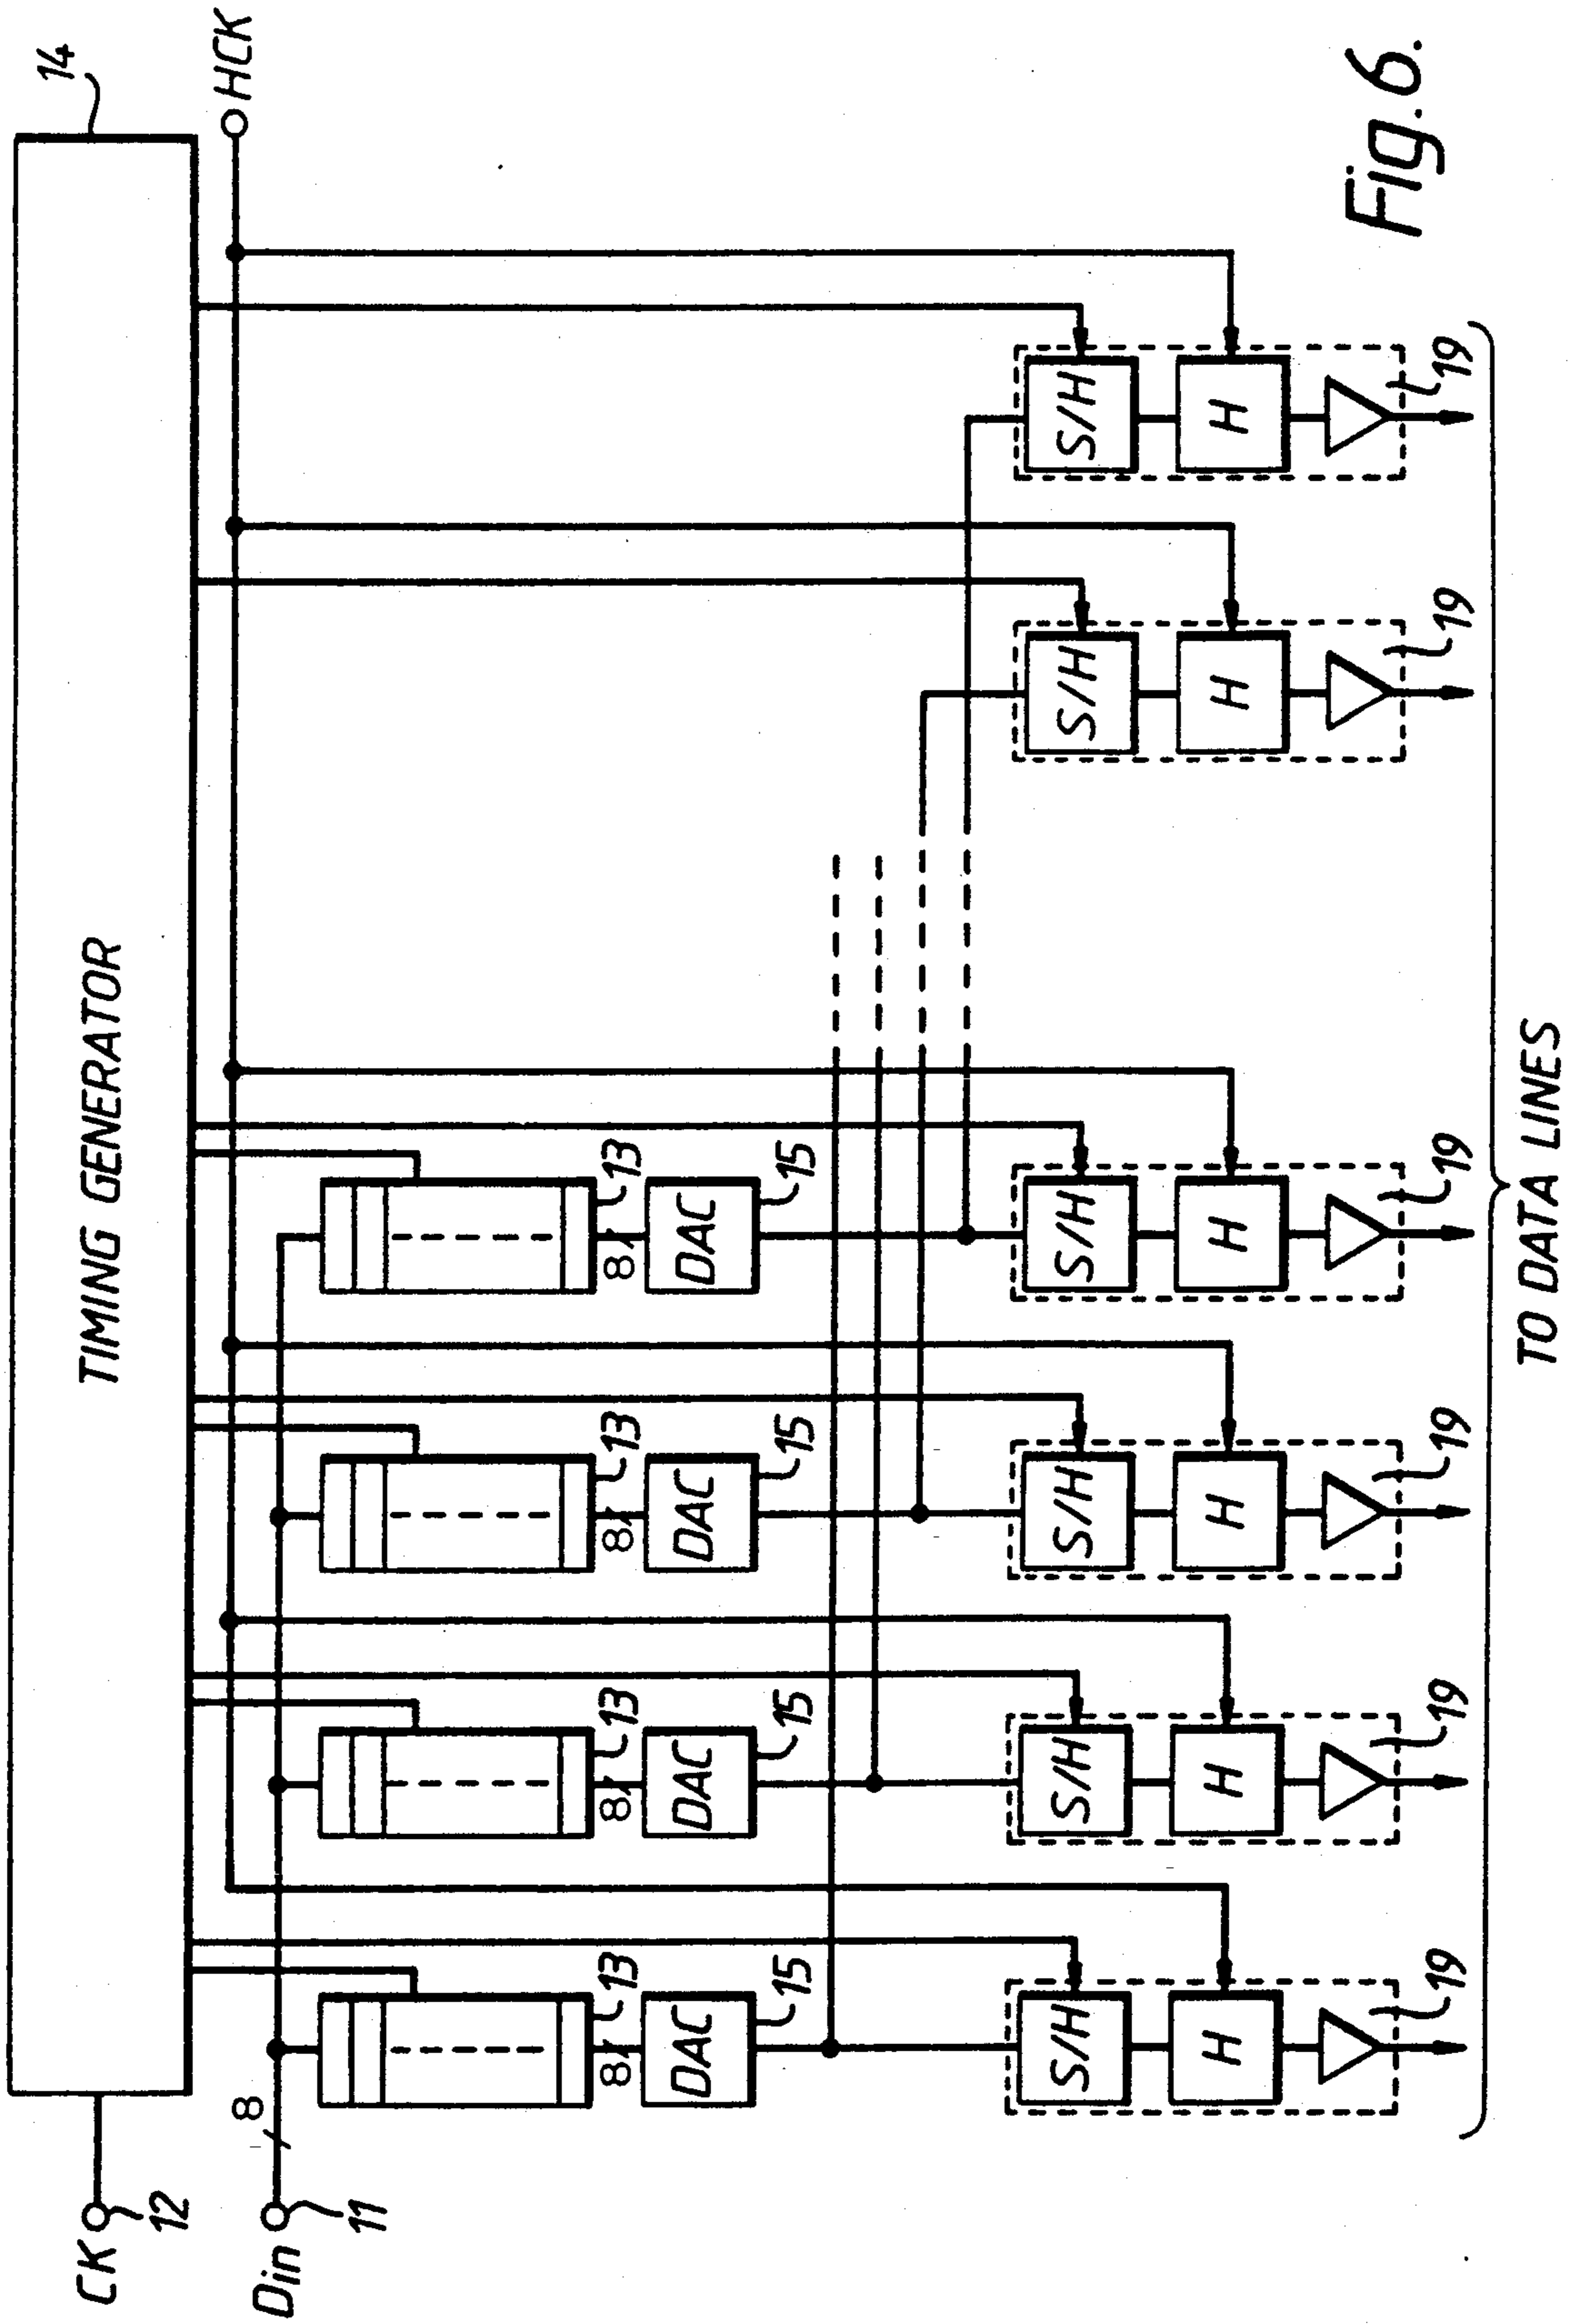 CK
12
TIMING GENERATOR
14
Din
11
8
HCK
13
13
13
13
8
8
8
8
DAC
DAC
DAC
DAC
15
15
15
15
S/H
S/H
S/H
S/H
S/H
S/H
H
H
H
H
H
H
19
19
19
19
19
19
TO DATA LINES
Fig.6.